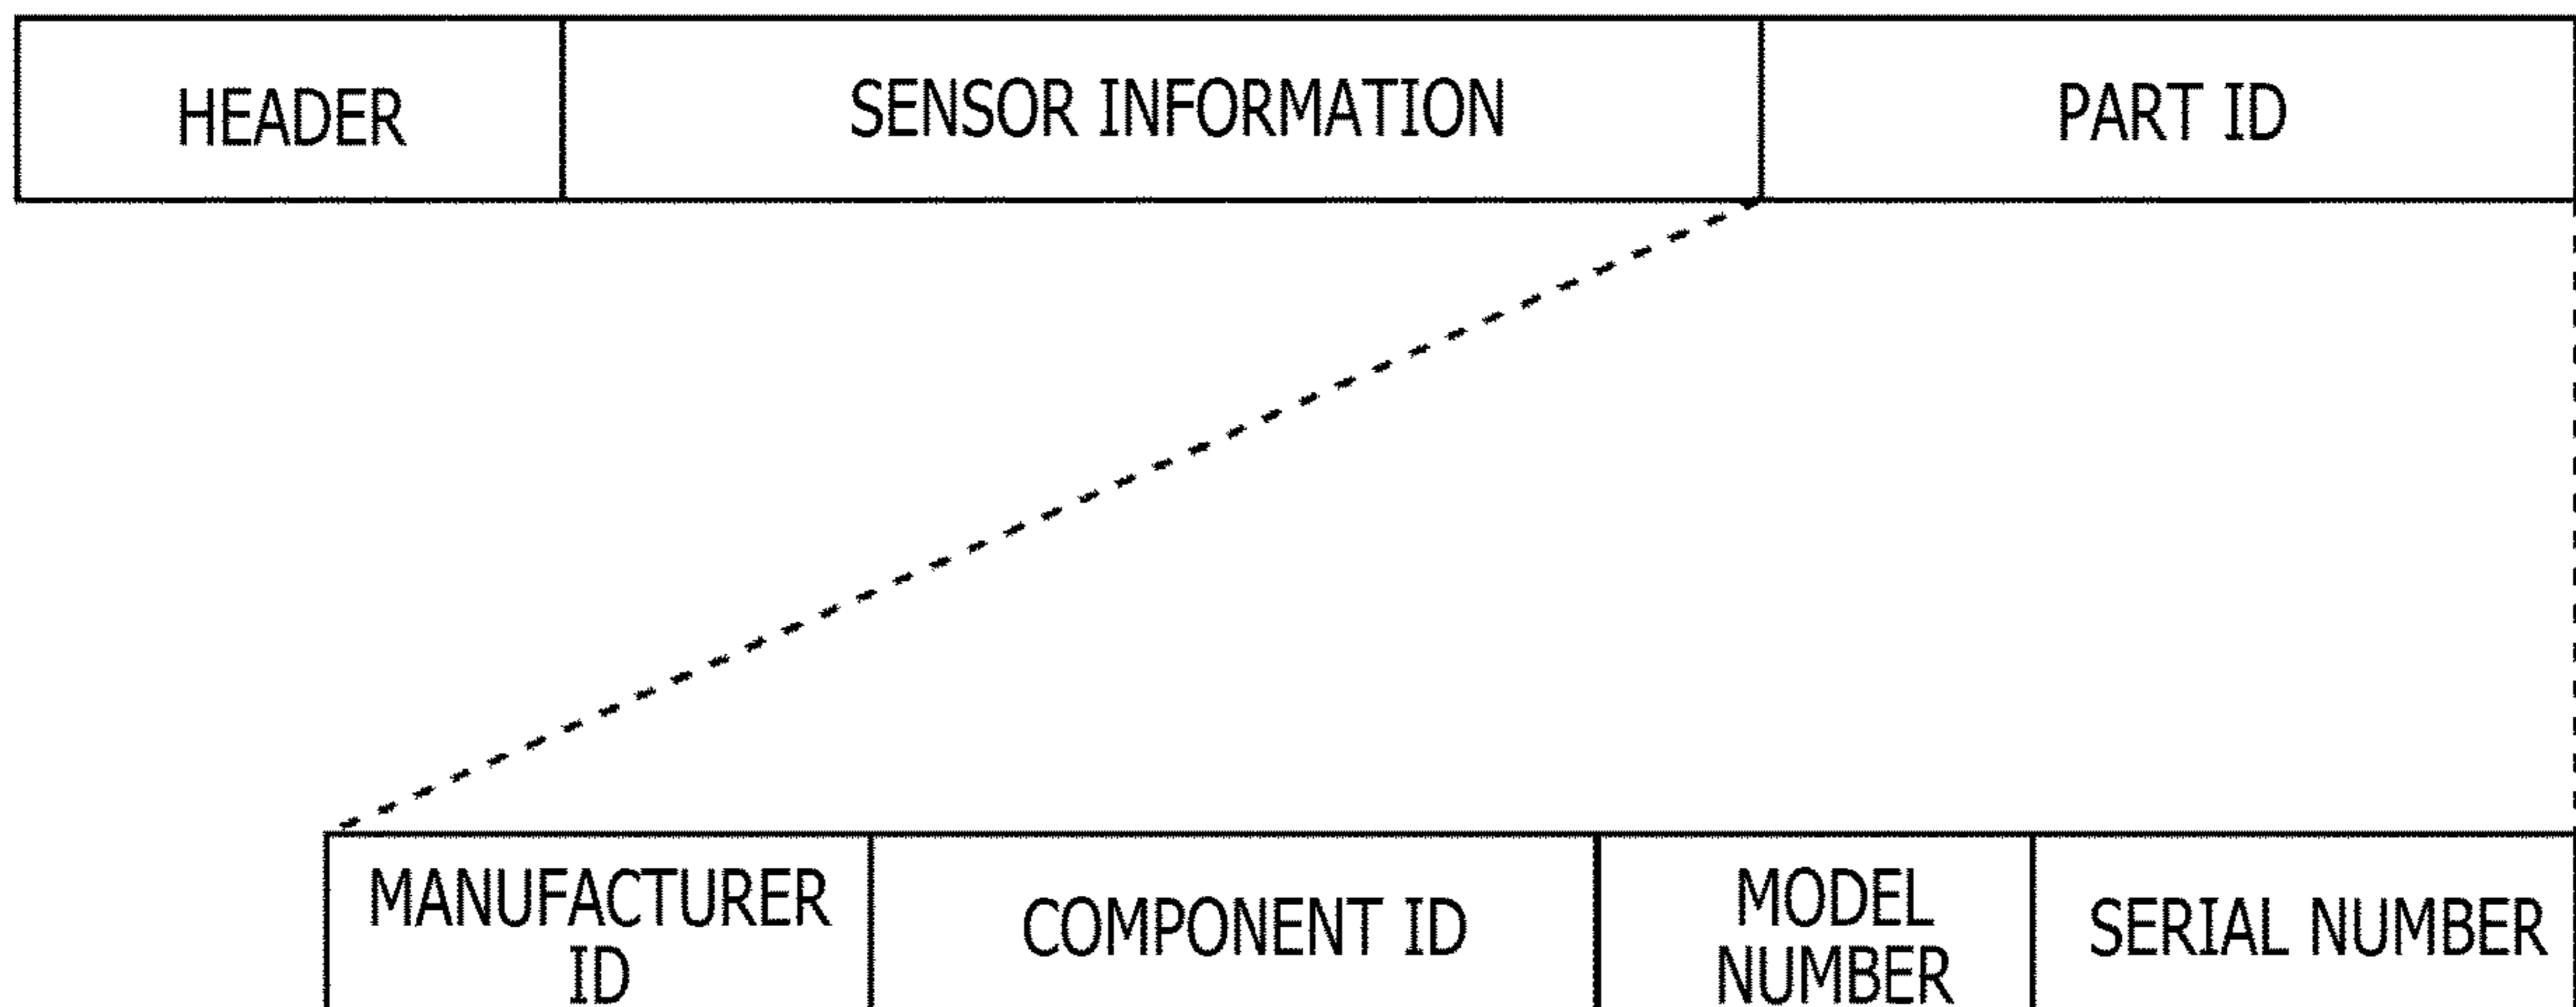 HEADER
SENSOR INFORMATION
PART ID
MANUFACTURER
ID
COMPONENT ID
MODEL
NUMBER
SERIAL NUMBER